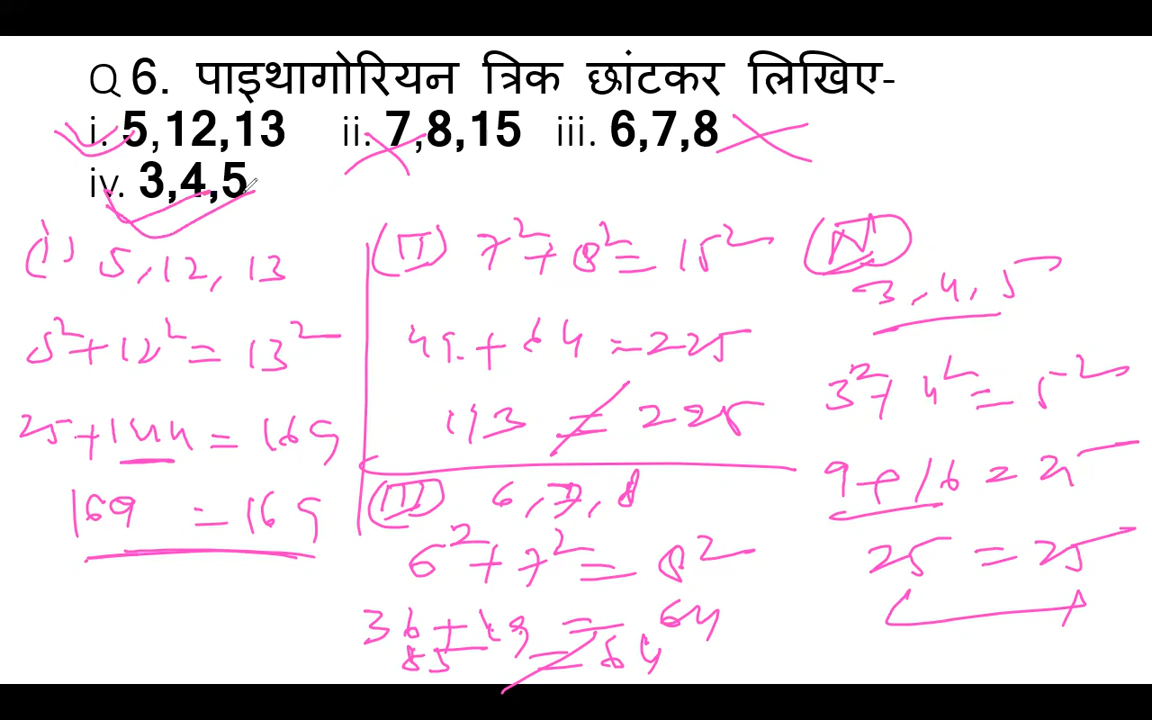 Q 6. पाइथागोरियन त्रिक छांटकर लिखिए-
i. 5,12,13 ii. 7,8,15 iii. 6,7,8
iv. 3,4,5
(i) 5,12,13
5²+12²=13²
25+144=169
169=169
(II) 7²+8²=15²
49+64=225
113≠225
(III) 6,7,8
6²+7²=8²
36+49=64
85≠64
(IV)
3,4,5
3²+4²=5²
9+16=25
25=25